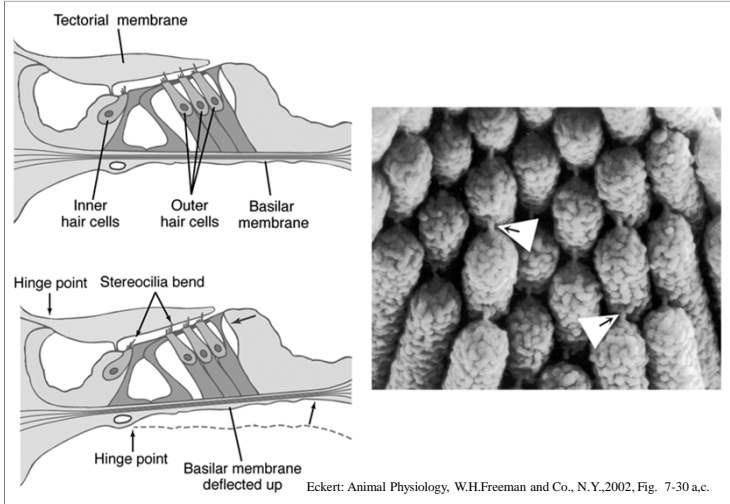 Tectorial membrane
Inner
hair cells
Outer
hair cells
Basilar
membrane
Hinge point
Stereocilia bend
Hinge point
Basilar membrane
deflected up
Eckert: Animal Physiology, W.H.Freeman and Co., N.Y.,2002, Fig. 7-30 a,c.